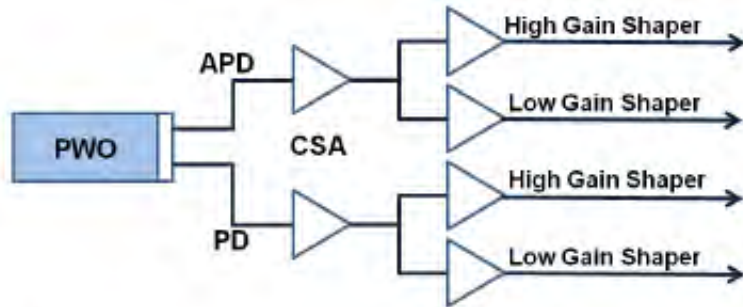 High Gain Shaper
APD
Low Gain Shaper
PWO
CSA
High Gain Shaper
PD
Low Gain Shaper